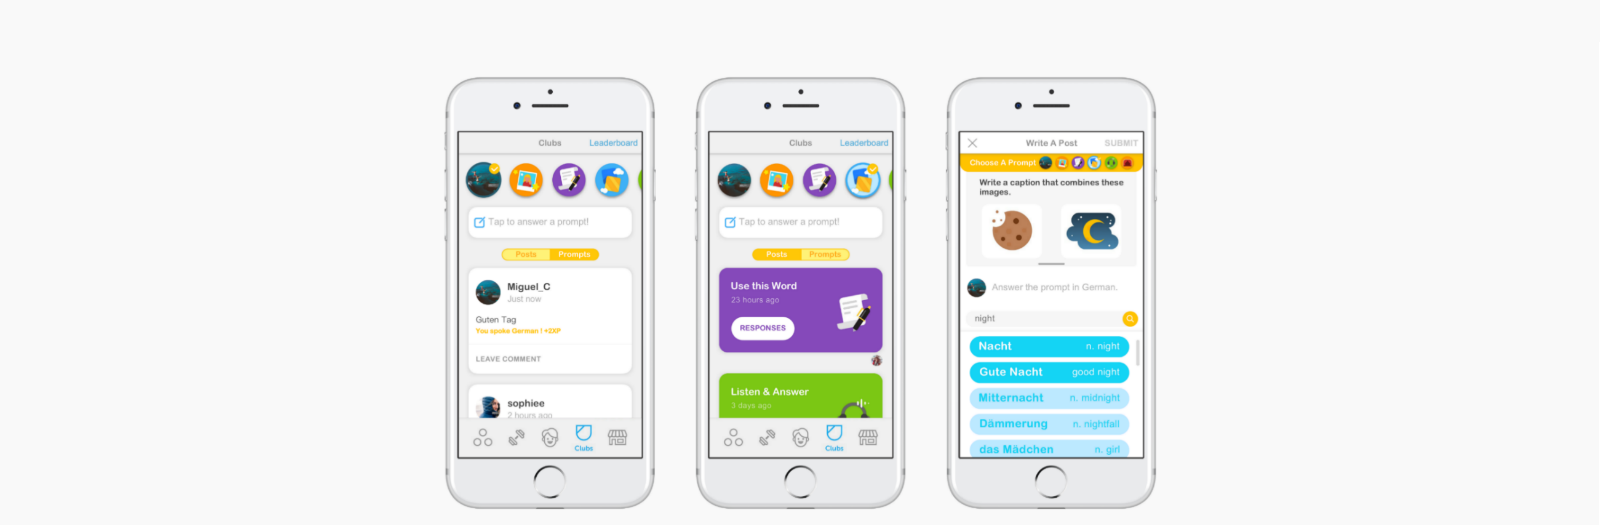 Clubs
Leaderboard
Tap to answer a prompt!
Posts
Prompts
Miguel_C
Just now
Guten Tag
You spoke German ! +2XP
LEAVE COMMENT
sophiee
2 hours ago
Clubs
Clubs
Leaderboard
Tap to answer a prompt!
Posts
Prompts
Use this Word
23 hours ago
RESPONSES
Listen & Answer
3 days ago
Clubs
Write A Post
SUBMIT
Choose A Prompt
Write a caption that combines these
images.
Answer the prompt in German.
night
Nacht n. night
Gute Nacht good night
Mitternacht n. midnight
Dämmerung n. nightfall
das Mädchen n. girl